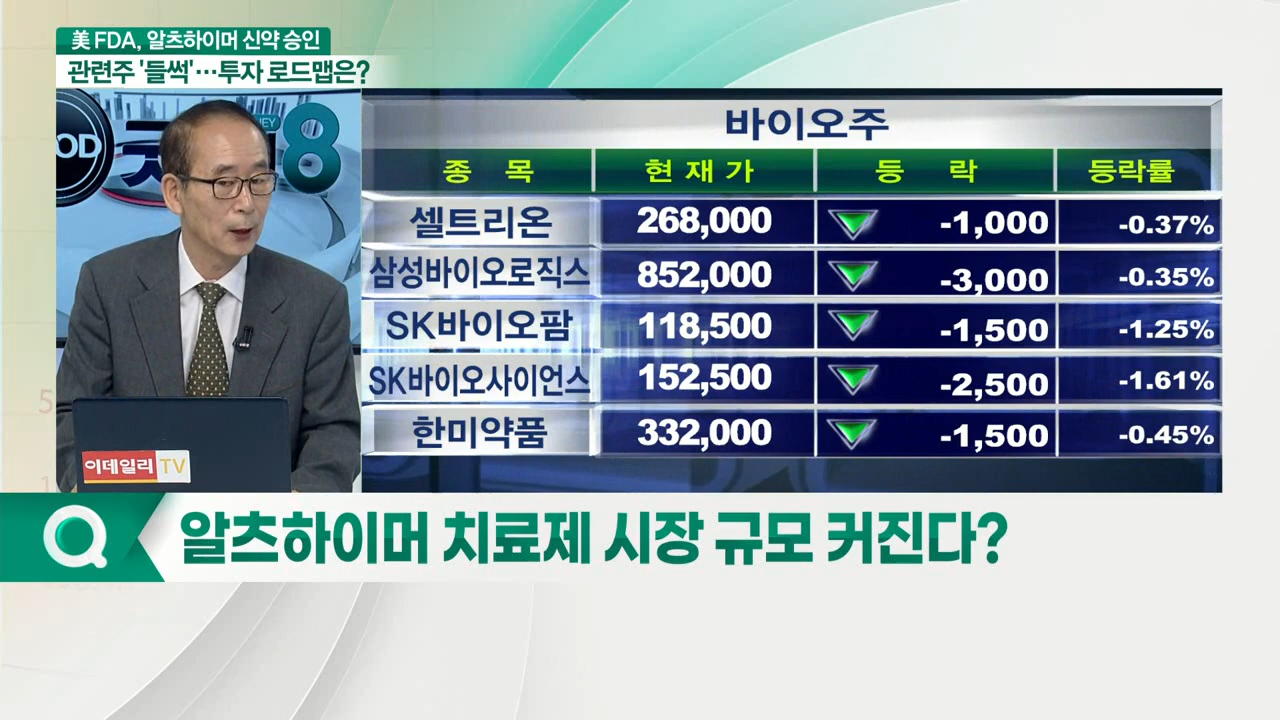 美 FDA, 알츠하이머 신약 승인
관련주 '들썩'…투자 로드맵은?
OD
8
바이오주
종 목 현 재 가 등 락 등락률
셀트리온 268,000 -1,000 -0.37%
삼성바이오로직스 852,000 -3,000 -0.35%
SK바이오팜 118,500 -1,500 -1.25%
SK바이오사이언스 152,500 -2,500 -1.61%
한미약품 332,000 -1,500 -0.45%
이데일리 TV
Q 알츠하이머 치료제 시장 규모 커진다?